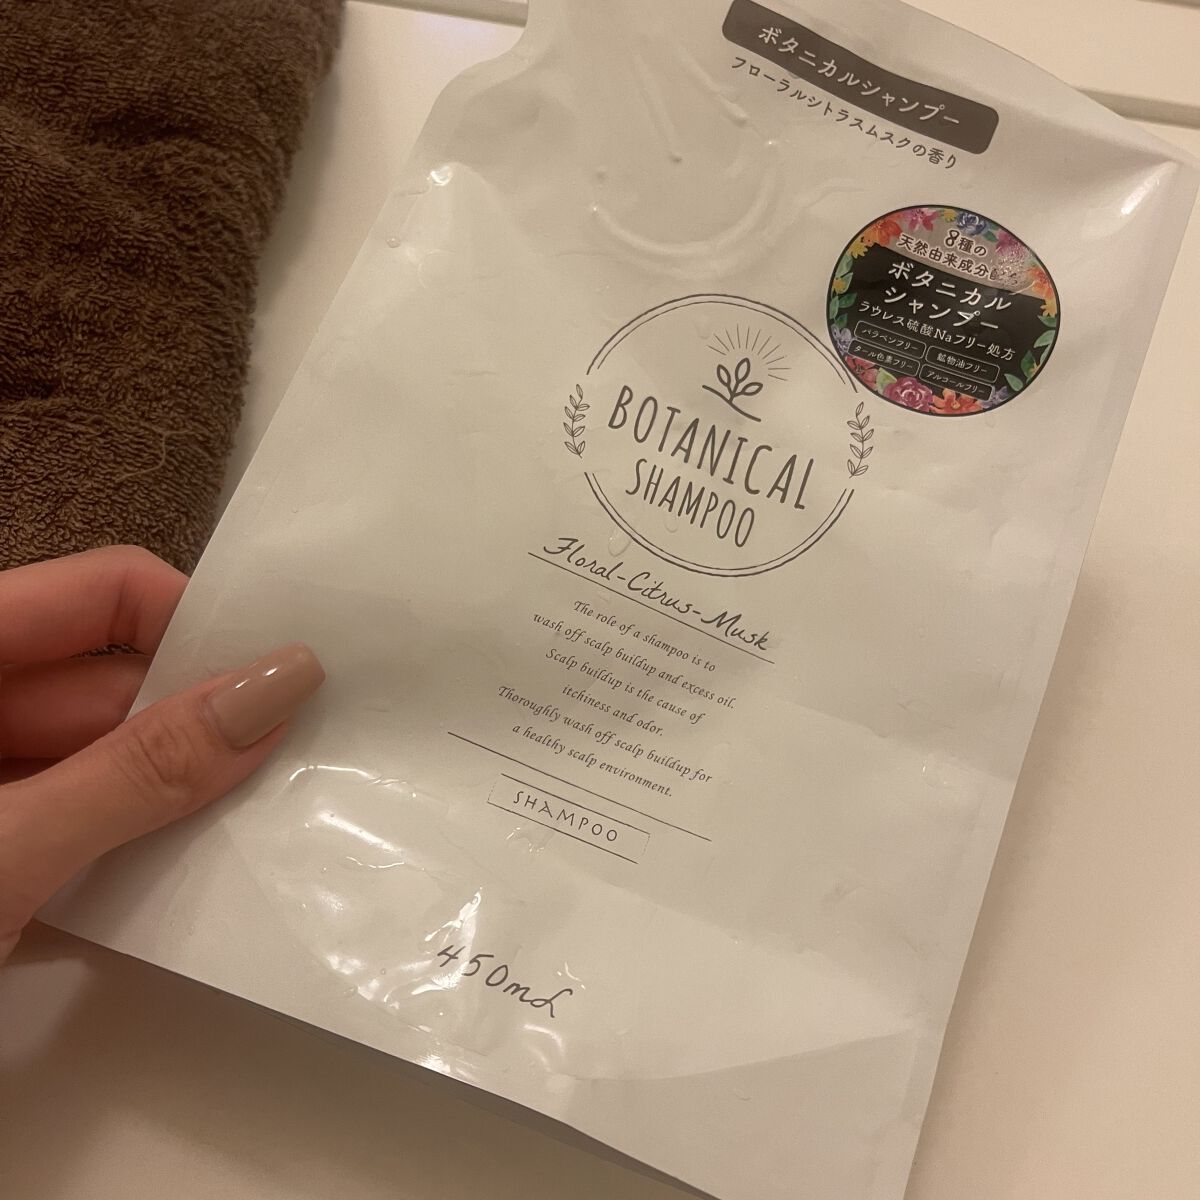 ボタニカルシャンプー
フローラルシトラスムスクの香り
8種の
天然由来成分
ボタニカル
シャンプー
ラウレス硫酸Naフリー処方
パラベンフリー
鉱物油フリー
タール色素フリー
アルコールフリー
BOTANICAL
SHAMPOO
Floral-Citrus-Musk
The role of a shampoo is to
wash off scalp buildup and excess oil.
Scalp buildup is the cause of
itchiness and odor.
Thoroughly wash off scalp buildup for
a healthy scalp environment.
SHAMPOO
450mL